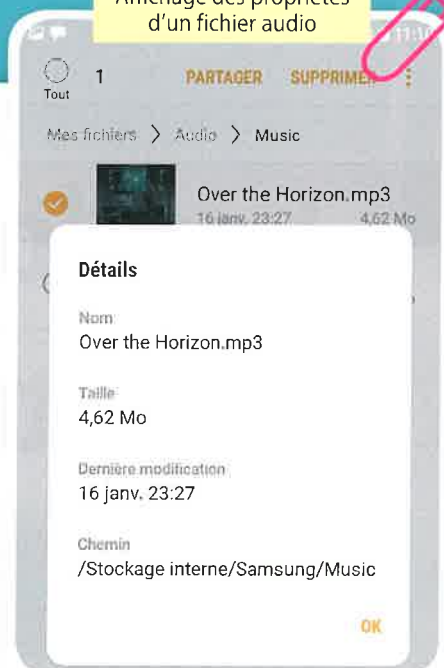 Affichage des propriétés
d'un fichier audio
11:10
1 PARTAGER SUPPRIMER
Tout
Mes fichiers > Audio > Music
Over the Horizon.mp3
16 janv. 23:27 4,62 Mo
Détails
Nom
Over the Horizon.mp3
Taille
4,62 Mo
Dernière modification
16 janv. 23:27
Chemin
/Stockage interne/Samsung/Music
OK